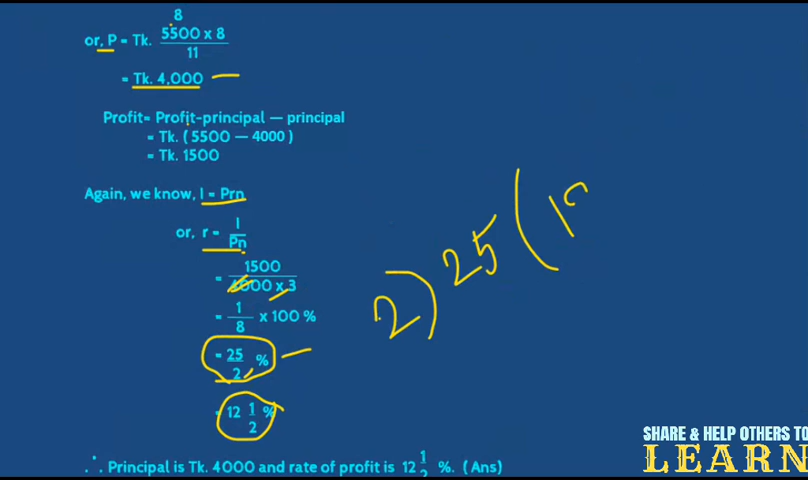 8
or, P = Tk. 5500 x 8
11
= Tk. 4,000
Profit= Profit-principal — principal
= Tk. ( 5500 — 4000 )
= Tk. 1500
Again, we know, I = Prn
or, r = I
Pn
= 1500
4000 x 3
= 1 x 100 %
8
= 25 %
2
2) 25 (
= 12 1 %
2
∴ Principal is Tk. 4000 and rate of profit is 12 1 %. (Ans)
2
SHARE & HELP OTHERS TO
LEARN